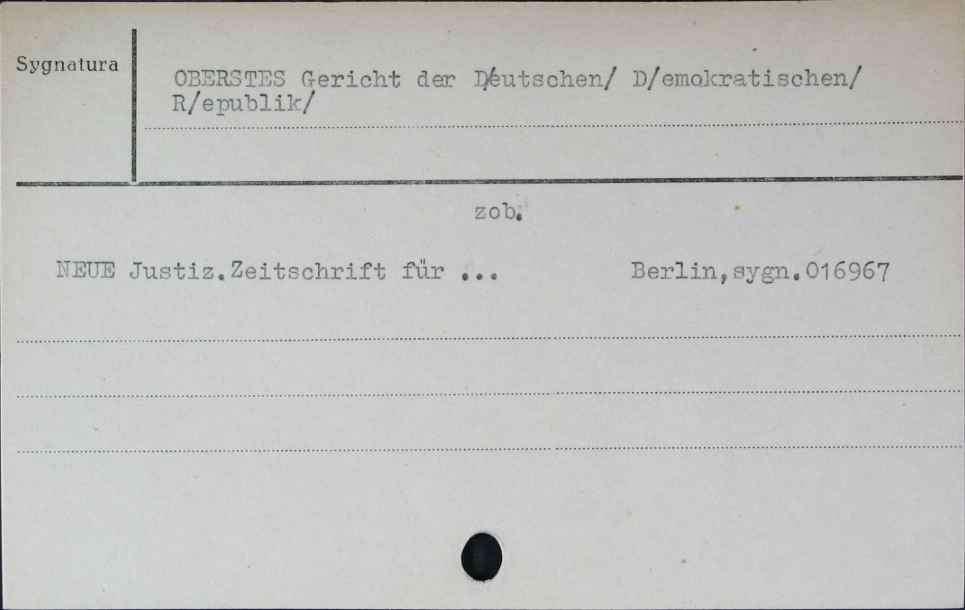 Sygnatura
OBERSTES Gericht der D/eutschen/ D/emokratischen/
R/epublik/
zob.
NEUE Justiz.Zeitschrift für ... Berlin,sygn.016967